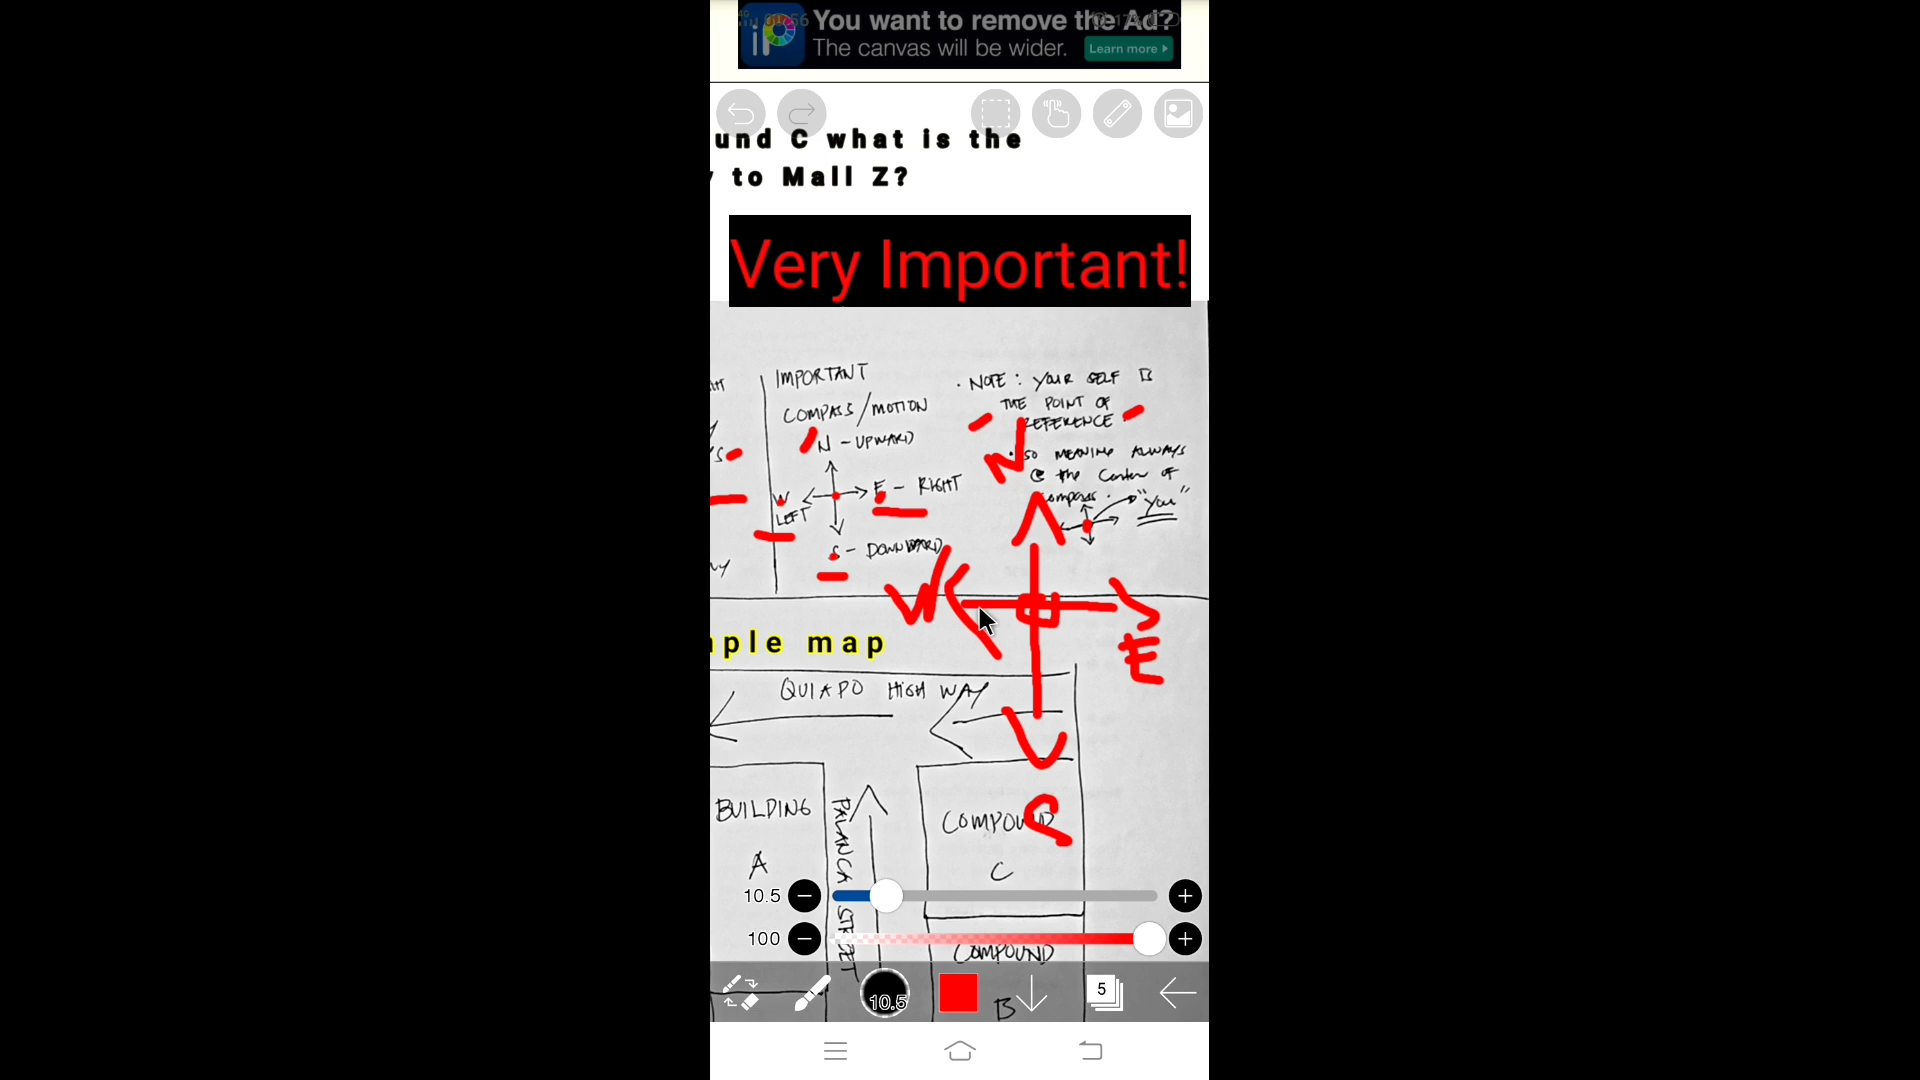 You want to remove the Ad?
The canvas will be wider.
Learn more
und C what is the
to Mall Z?
Very Important!
IMPORTANT
COMPASS/MOTION
N - UPWARD
W
LEFT
E - RIGHT
S - DOWNWARD
• NOTE: YOUR SELF IS
THE POINT OF
REFERENCE
• SO MEANING ALWAYS
@ the Center of
Compass.
"You"
N
W
E
S
ple map
QUIAPO HIGH WAY
BUILDING
A
PALANCA STREET
COMPOUND
C
COMPOUND
B
10.5
100
10.5
5